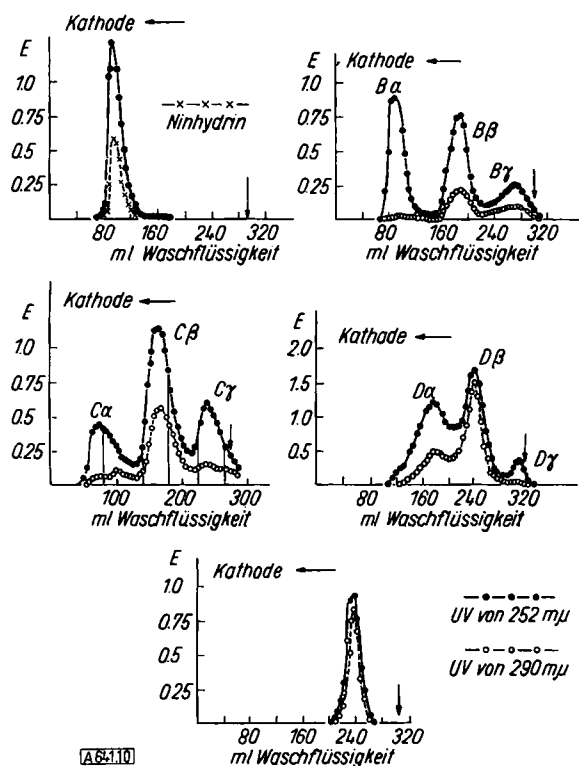 Kathode ←
E
1.0
0.75
0.5
0.25
Ninhydrin
80 160 240 320
ml Waschflüssigkeit
Kathode ←
E
1.0
0.75
0.5
0.25
Bα
Bβ
Bγ
80 160 240 320
ml Waschflüssigkeit
Kathode ←
E
1.0
0.75
0.5
0.25
Cα
Cβ
Cγ
100 200 300
ml Waschflüssigkeit
Kathode ←
E
2.0
1.5
1.0
0.5
Dα
Dβ
Dγ
80 160 240 320
ml Waschflüssigkeit
Kathode ←
E
1.0
0.75
0.5
0.25
80 160 240 320
ml Waschflüssigkeit
UV von 252 mμ
UV von 290 mμ
A641.10